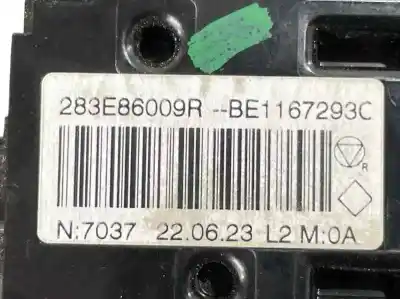 283E86009R --BE1167293C
R
N:7037 22.06.23 L2 M:0A